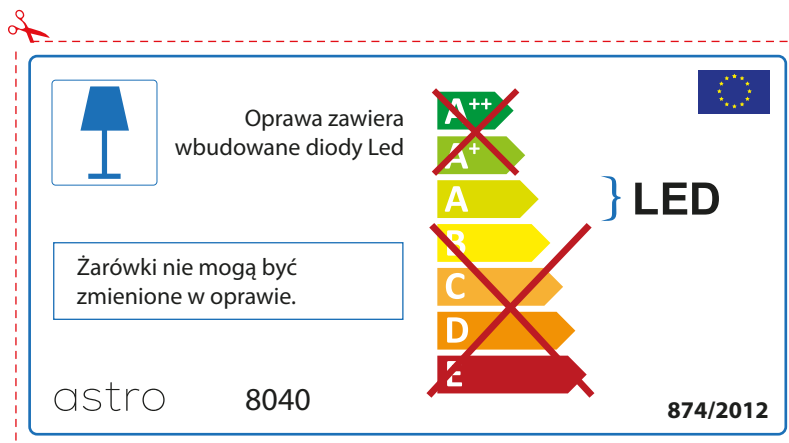 Oprawa zawiera
wbudowane diody Led
A++
A+
A
B
C
D
E
LED
Żarówki nie mogą być
zmienione w oprawie.
astro 8040
874/2012